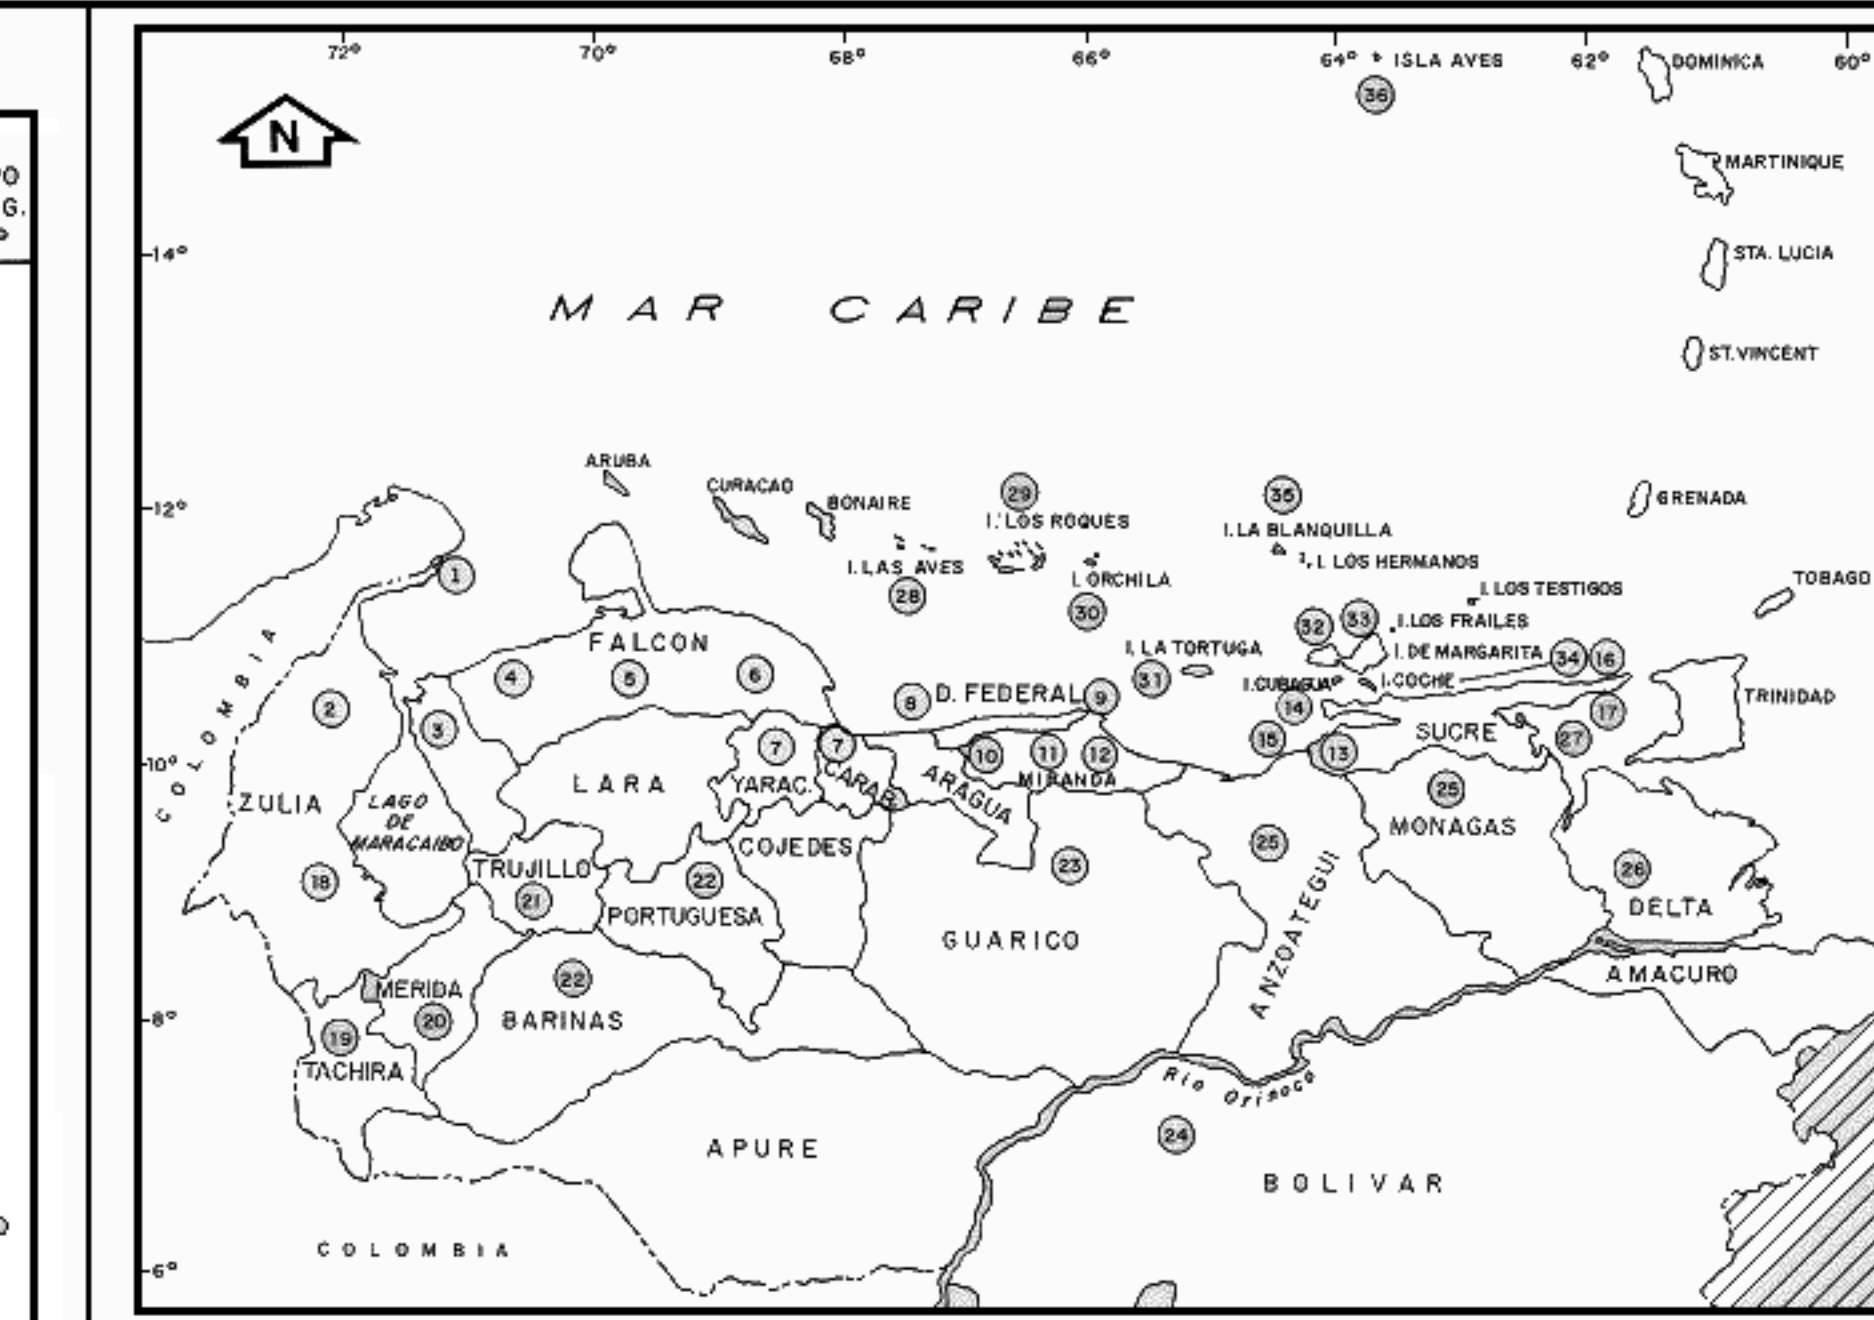 72° 70° 68° 66° 64° ISLA AVES 62° DOMINICA 60°
36
N
MARTINIQUE
G.
14°
STA. LUCIA
MAR CARIBE
ST. VINCENT
ARUBA
CURACAO
BONAIRE
29
35
12°
I. LOS ROQUES
GRENADA
I. LA BLANQUILLA
I. LAS AVES
I. LOS HERMANOS
1
28
I. ORCHILA
30
I. LOS TESTIGOS
TOBAGO
32 33
I. LOS FRAILES
COLOMBIA
FALCON
I. LA TORTUGA
I. DE MARGARITA
34 16
4 5 6
31
I. CUBAGUA
I. COCHE
2
8 D. FEDERAL 9
14
17
TRINIDAD
3
7 7
10 11 12
15 13
SUCRE
27
10°
ZULIA
LARA
YARAC.
CARAB
ARAGUA
MIRANDA
25
LAGO
DE
MARACAIBO
COJEDES
25
MONAGAS
TRUJILLO
18
21
22
23
26
PORTUGUESA
DELTA
GUARICO
ANZOATEGUI
22
AMACURO
MERIDA
20
BARINAS
8°
19
TACHIRA
Río Orinoco
24
APURE
BOLIVAR
COLOMBIA
6°